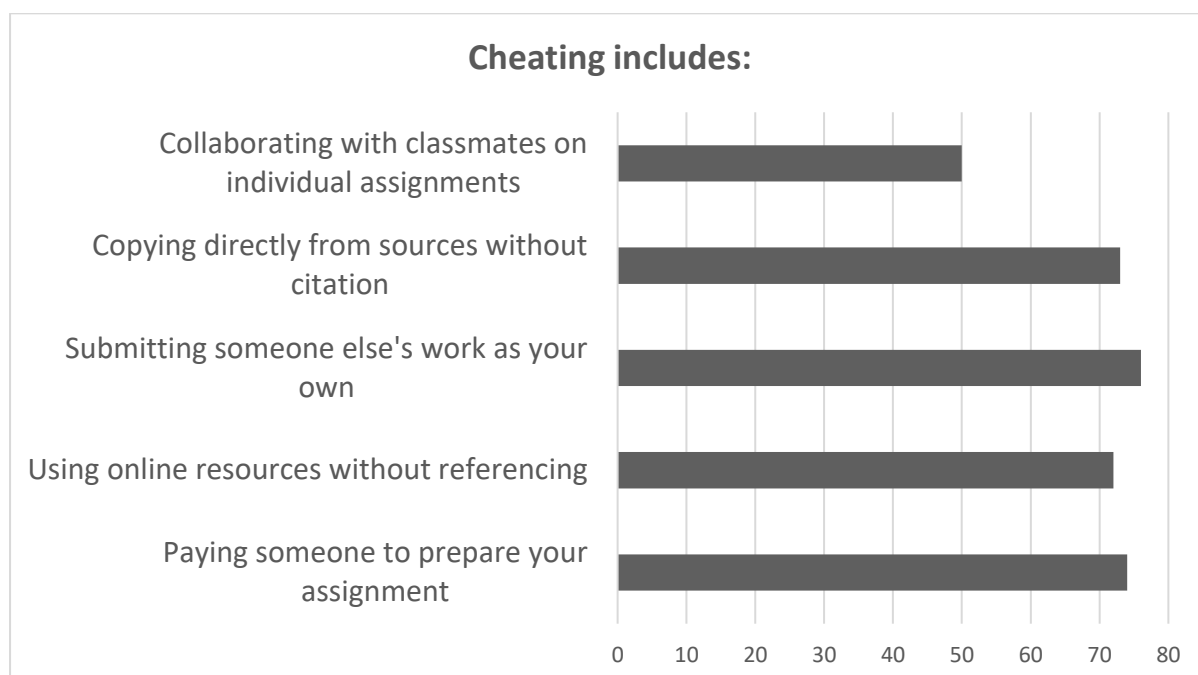 Cheating includes:
Collaborating with classmates on
individual assignments
Copying directly from sources without
citation
Submitting someone else's work as your
own
Using online resources without referencing
Paying someone to prepare your
assignment
0 10 20 30 40 50 60 70 80